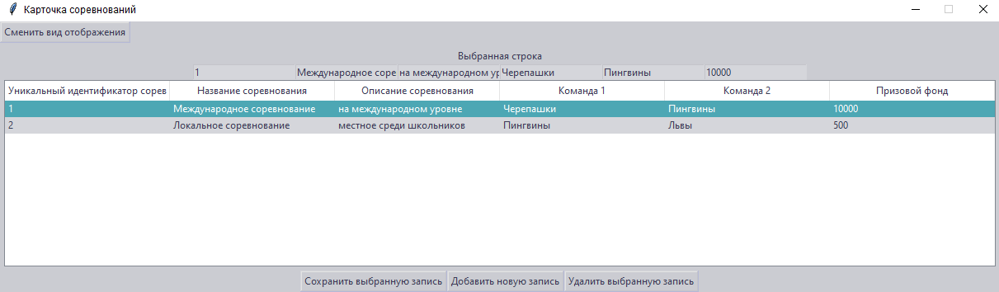 Карточка соревнований
Сменить вид отображения
Выбранная строка
1 Международное соре на международном ур Черепашки Пингвины 10000
Уникальный идентификатор сорев Название соревнования Описание соревнования Команда 1 Команда 2 Призовой фонд
1 Международное соревнование на международном уровне Черепашки Пингвины 10000
2 Локальное соревнование местное среди школьников Пингвины Львы 500
Сохранить выбранную запись Добавить новую запись Удалить выбранную запись